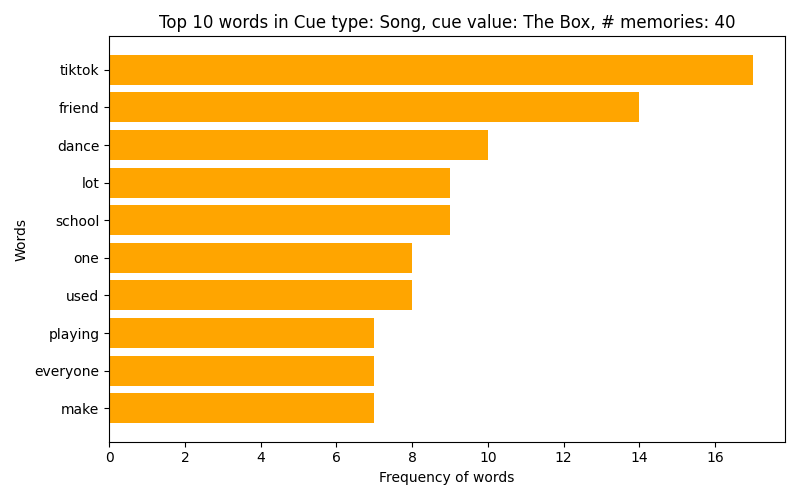 Top 10 words in Cue type: Song, cue value: The Box, # memories: 40
Words
tiktok
friend
dance
lot
school
one
used
playing
everyone
make
0 2 4 6 8 10 12 14 16
Frequency of words